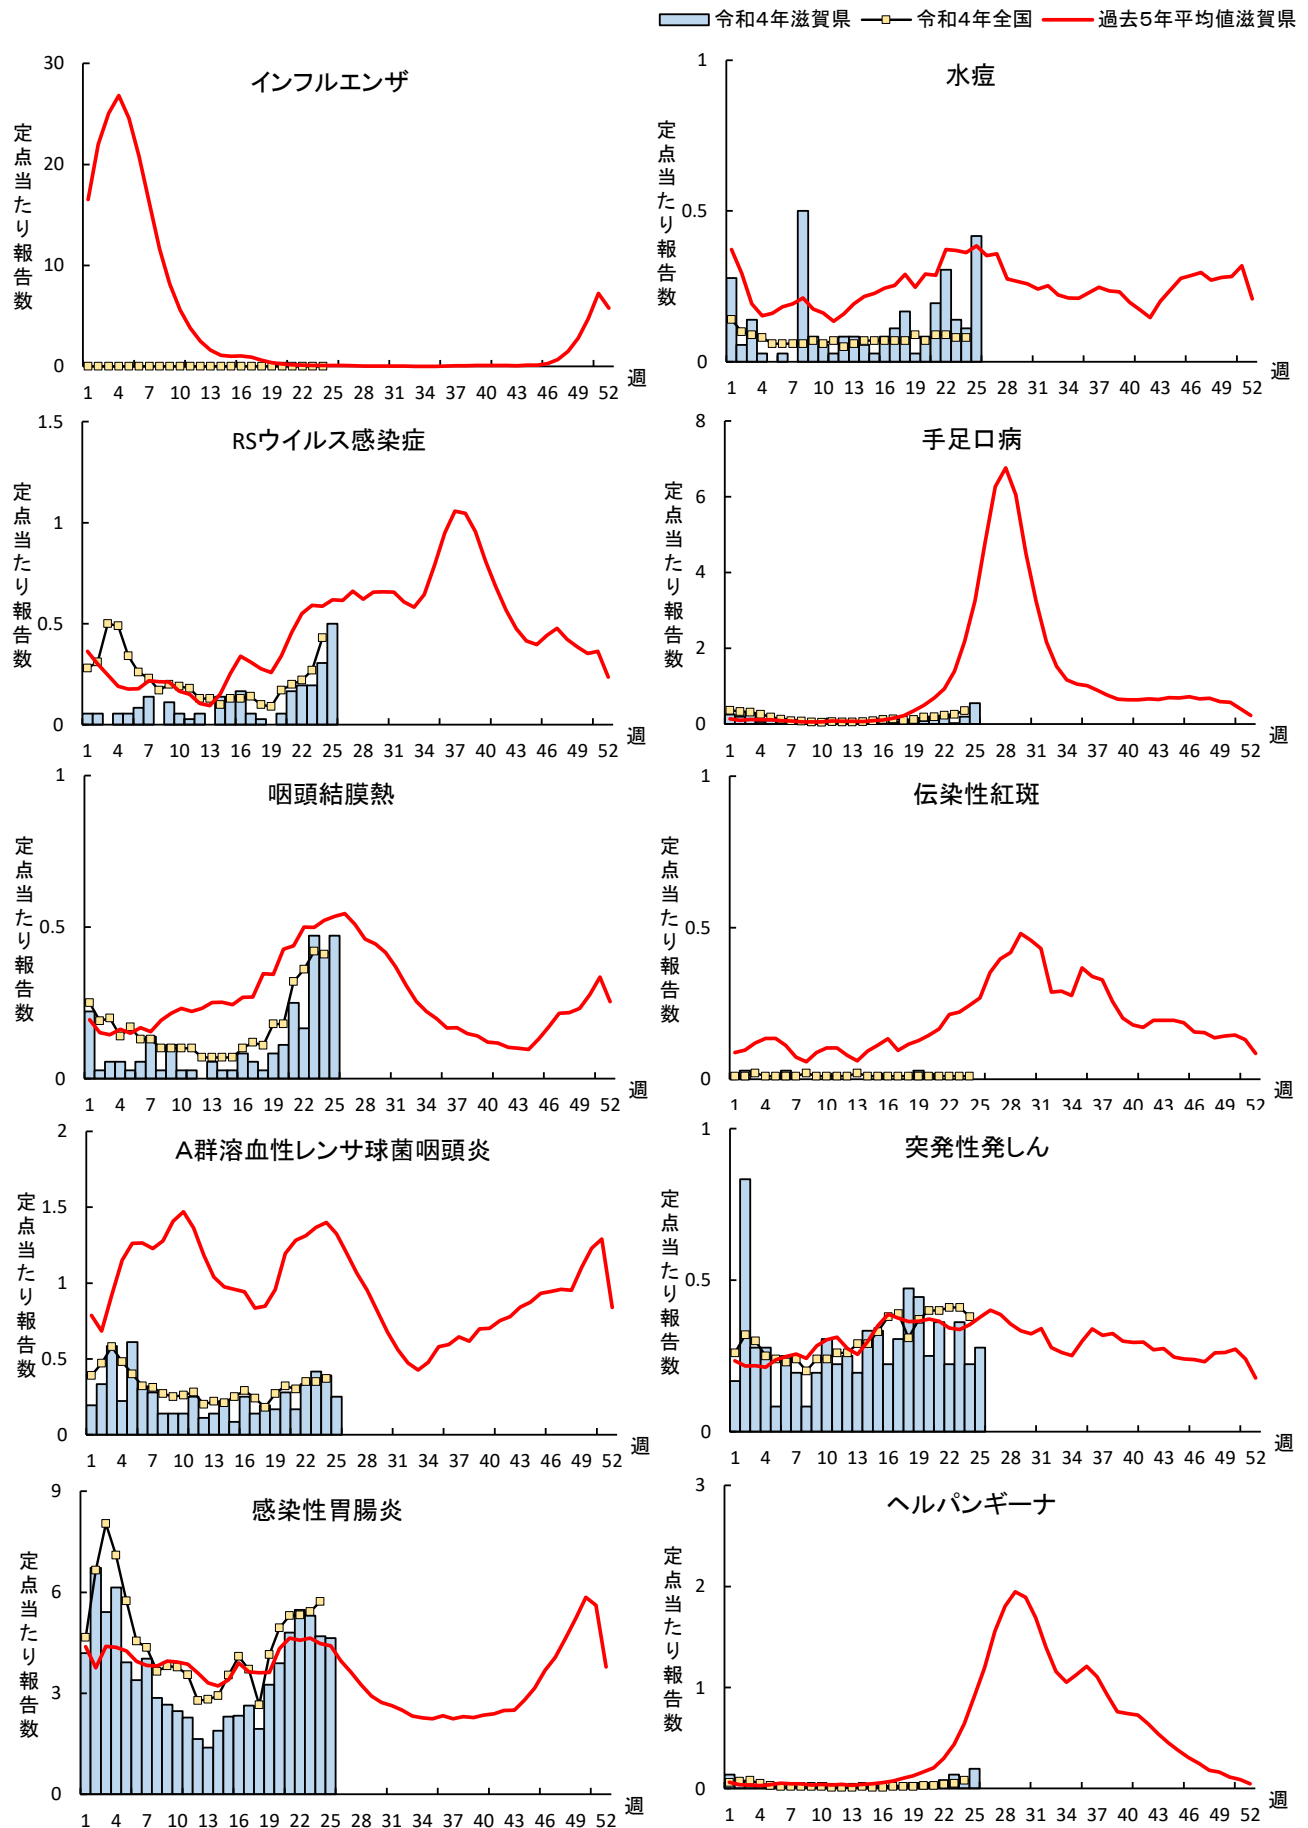 令和４年滋賀県 令和４年全国 過去５年平均値滋賀県
インフルエンザ
定点当たり報告数
30
20
10
0
1 4 7 10 13 16 19 22 25 28 31 34 37 40 43 46 49 52
週
水痘
定点当たり報告数
1
0.5
0
1 4 7 10 13 16 19 22 25 28 31 34 37 40 43 46 49 52
週
RSウイルス感染症
定点当たり報告数
1.5
1
0.5
0
1 4 7 10 13 16 19 22 25 28 31 34 37 40 43 46 49 52
週
手足口病
定点当たり報告数
8
6
4
2
0
1 4 7 10 13 16 19 22 25 28 31 34 37 40 43 46 49 52
週
咽頭結膜熱
定点当たり報告数
1
0.5
0
1 4 7 10 13 16 19 22 25 28 31 34 37 40 43 46 49 52
週
伝染性紅斑
定点当たり報告数
1
0.5
0
1 4 7 10 13 16 19 22 25 28 31 34 37 40 43 46 49 52
週
Ａ群溶血性レンサ球菌咽頭炎
定点当たり報告数
2
1.5
1
0.5
0
1 4 7 10 13 16 19 22 25 28 31 34 37 40 43 46 49 52
週
突発性発しん
定点当たり報告数
1
0.5
0
1 4 7 10 13 16 19 22 25 28 31 34 37 40 43 46 49 52
週
感染性胃腸炎
定点当たり報告数
9
6
3
0
1 4 7 10 13 16 19 22 25 28 31 34 37 40 43 46 49 52
週
ヘルパンギーナ
定点当たり報告数
3
2
1
0
1 4 7 10 13 16 19 22 25 28 31 34 37 40 43 46 49 52
週